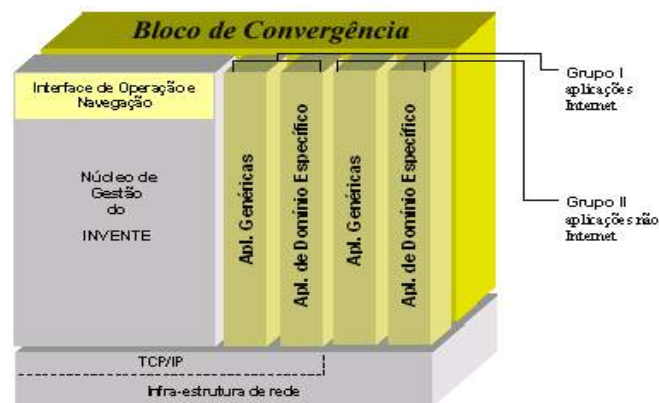 Bloco de Convergência
Interface de Operação e
Navegação
Núcleo de
Gestão
do
INVENTE
Apl. Genéricas
Apl. de Domínio Específico
Apl. Genéricas
Apl. de Domínio Específico
Grupo I
aplicações
Internet
Grupo II
aplicações não
Internet
TCP/IP
Infra-estrutura de rede